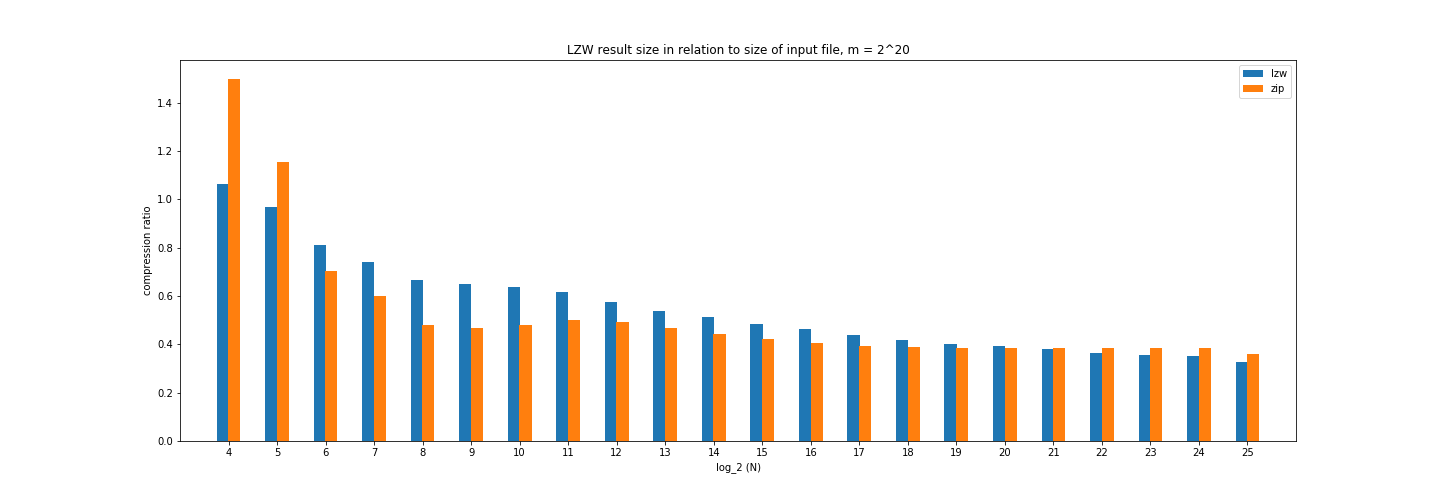 LZW result size in relation to size of input file, m = 2^20
lzw
zip
compression ratio
1.4
1.2
1.0
0.8
0.6
0.4
0.2
0.0
4 5 6 7 8 9 10 11 12 13 14 15 16 17 18 19 20 21 22 23 24 25
log_2 (N)